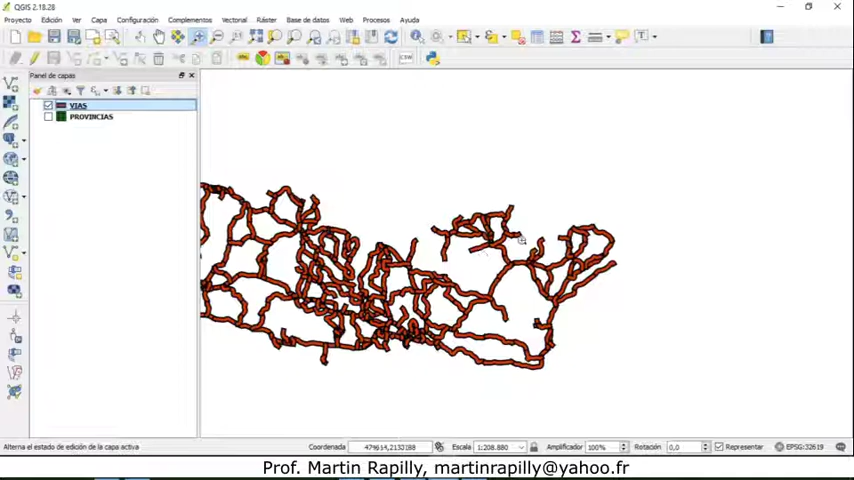 QGIS 2.18.28
Proyecto Edición Ver Capa Configuración Complementos Vectorial Ráster Base de datos Web Procesos Ayuda
CSW
Panel de capas
VIAS
PROVINCIAS
Alterna el estado de edición de la capa activa
Coordenada
Escala 1:208.880 Amplificador 100% Rotación 0,0 Representar EPSG:32619
Prof. Martin Rapilly, martinrapilly@yahoo.fr